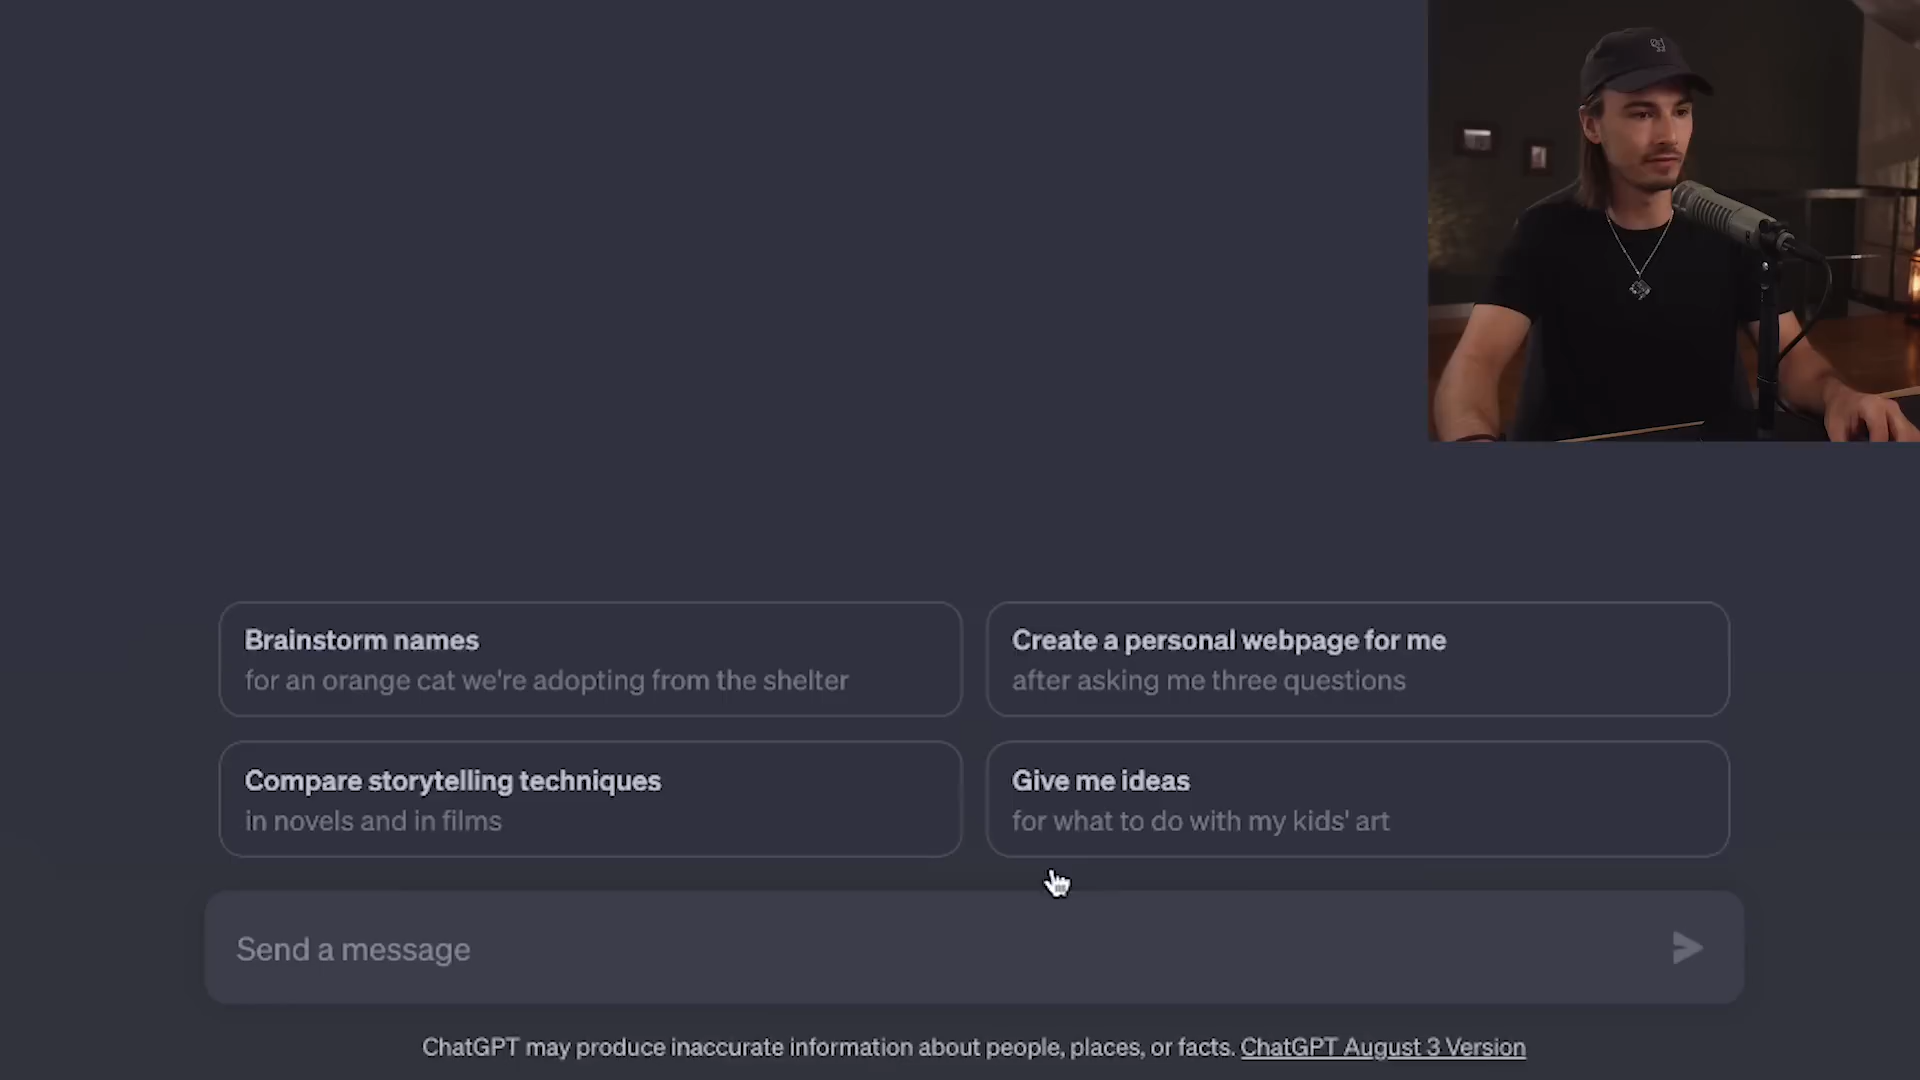 Brainstorm names
for an orange cat we're adopting from the shelter
Create a personal webpage for me
after asking me three questions
Compare storytelling techniques
in novels and in films
Give me ideas
for what to do with my kids' art
Send a message
ChatGPT may produce inaccurate information about people, places, or facts. ChatGPT August 3 Version